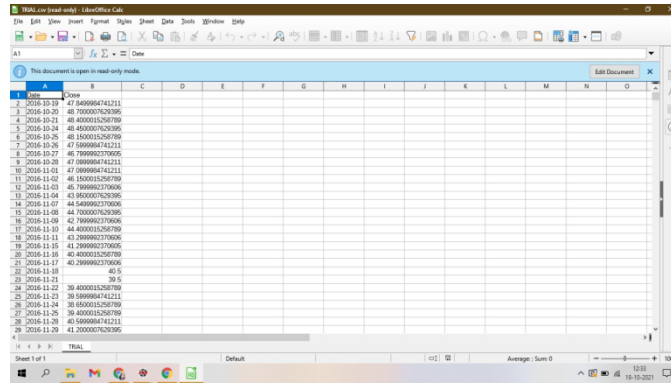 TRIAL.csv (read-only) - LibreOffice Calc
File Edit View Insert Format Styles Sheet Data Tools Window Help
A1 Date
This document is open in read-only mode. Edit Document
A B C D E F G H I J K L M N O
1 Date Close
2 2016-10-19 47.8499984741211
3 2016-10-20 48.7000007629395
4 2016-10-21 48.4000015258789
5 2016-10-24 48.4500007629395
6 2016-10-25 48.1500015258789
7 2016-10-26 47.5999984741211
8 2016-10-27 46.7999992370605
9 2016-10-28 47.0999984741211
10 2016-11-01 47.0999984741211
11 2016-11-02 46.1500015258789
12 2016-11-03 45.7999992370606
13 2016-11-04 43.9500007629395
14 2016-11-07 44.5499992370606
15 2016-11-08 44.7000007629395
16 2016-11-09 42.7999992370606
17 2016-11-10 44.4000015258789
18 2016-11-11 43.2999992370606
19 2016-11-15 41.2999992370605
20 2016-11-16 40.4000015258789
21 2016-11-17 40.2999992370606
22 2016-11-18 40.5
23 2016-11-21 39.5
24 2016-11-22 39.4000015258789
25 2016-11-23 39.5999984741211
26 2016-11-24 38.6500015258789
27 2016-11-25 39.4000015258789
28 2016-11-28 40.5999984741211
29 2016-11-29 41.2000007629395
TRIAL
Sheet 1 of 1 Default Average: ; Sum: 0
12:33
19-10-2021